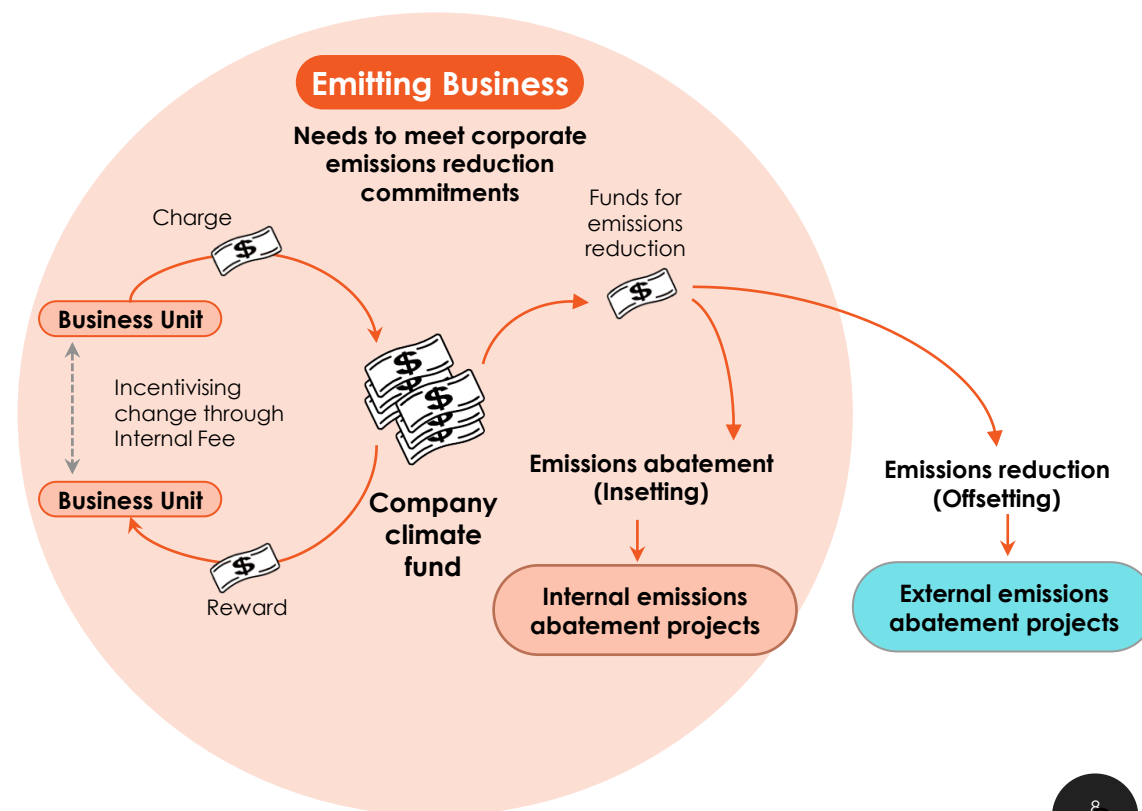 Emitting Business
Needs to meet corporate
emissions reduction
commitments
Charge
$
Funds for
emissions
reduction
$
Business Unit
Incentivising
change through
Internal Fee
Business Unit
$
$
$
$
Company
climate
fund
$
Reward
Emissions abatement
(Insetting)
Internal emissions
abatement projects
Emissions reduction
(Offsetting)
External emissions
abatement projects
8